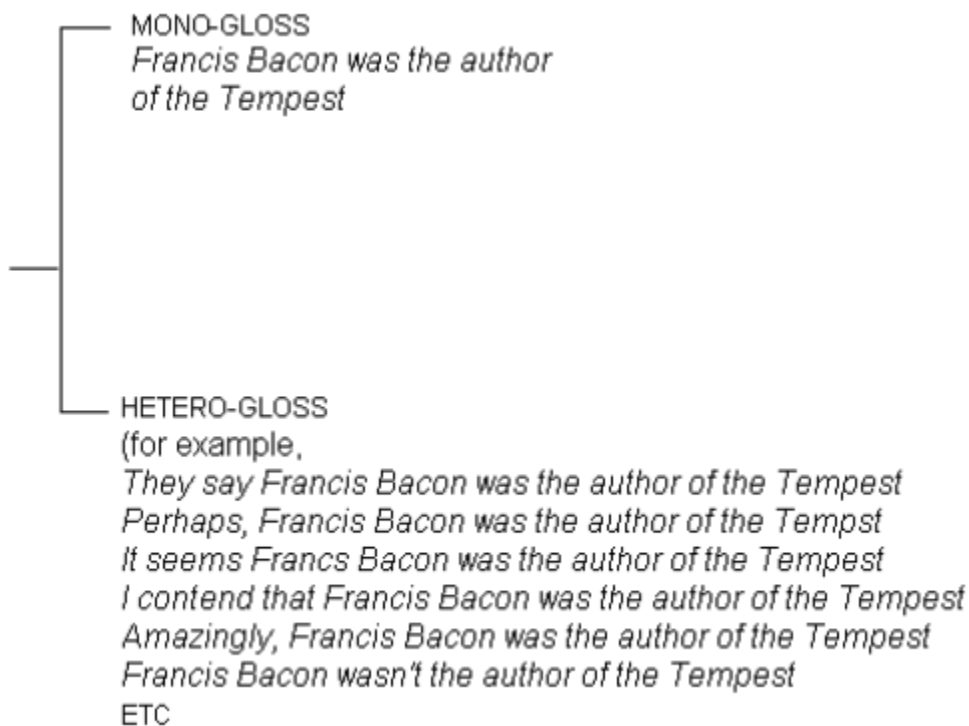 MONO-GLOSS
Francis Bacon was the author
of the Tempest
HETERO-GLOSS
(for example,
They say Francis Bacon was the author of the Tempest
Perhaps, Francis Bacon was the author of the Tempst
It seems Francs Bacon was the author of the Tempest
I contend that Francis Bacon was the author of the Tempest
Amazingly, Francis Bacon was the author of the Tempest
Francis Bacon wasn't the author of the Tempest
ETC